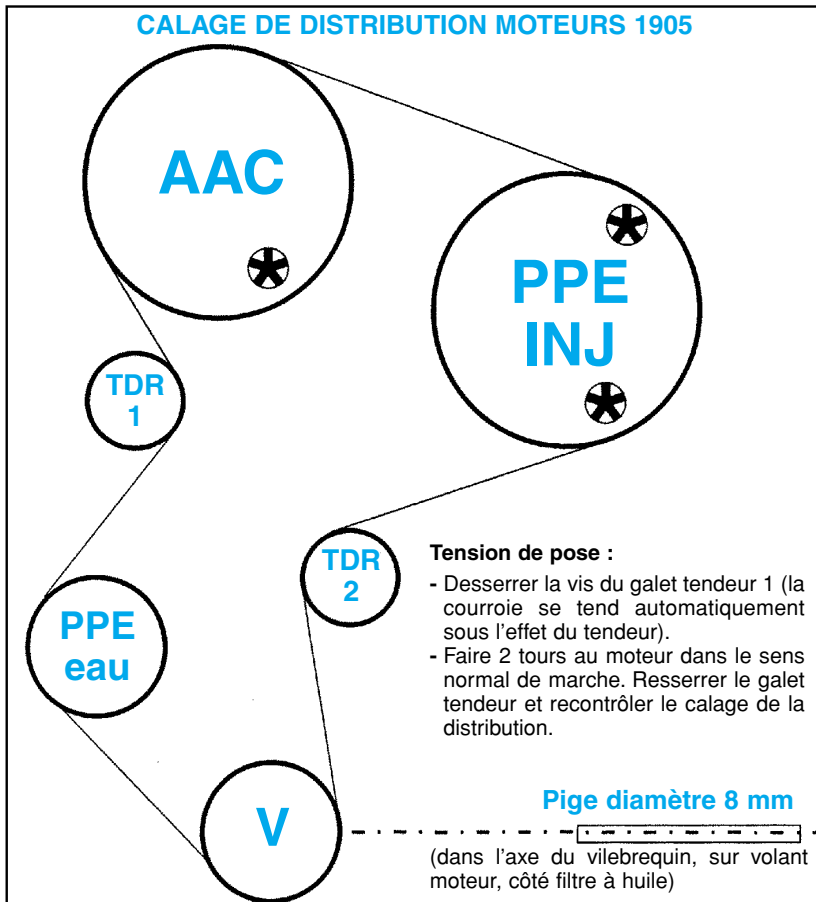 CALAGE DE DISTRIBUTION MOTEURS 1905
AAC
PPE
INJ
TDR
1
TDR
2
PPE
eau
V
Tension de pose :
- Desserrer la vis du galet tendeur 1 (la
courroie se tend automatiquement
sous l'effet du tendeur).
- Faire 2 tours au moteur dans le sens
normal de marche. Resserrer le galet
tendeur et recontrôler le calage de la
distribution.
Pige diamètre 8 mm
(dans l'axe du vilebrequin, sur volant
moteur, côté filtre à huile)